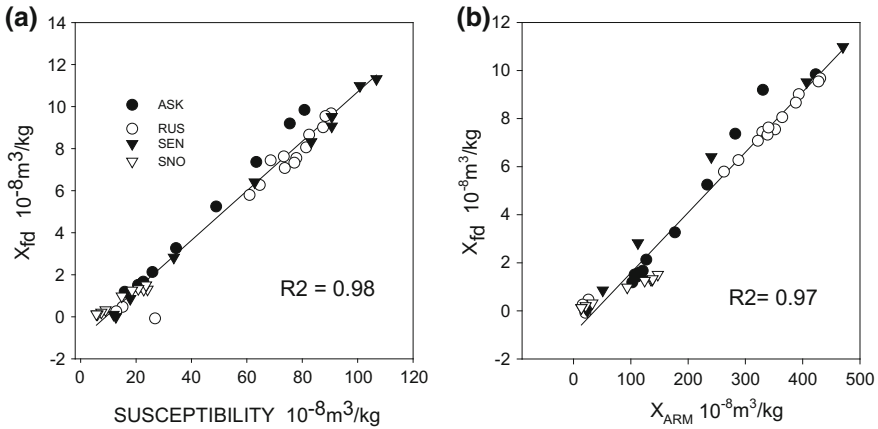 (a)
14
12
10
8
6
4
2
0
-2
X fd 10-8m3/kg
ASK
RUS
SEN
SNO
R2 = 0.98
0 20 40 60 80 100 120
SUSCEPTIBILITY 10-8m3/kg
(b)
12
10
8
6
4
2
0
-2
X fd 10-8m3/kg
R2= 0.97
0 100 200 300 400 500
XARM 10-8m3/kg